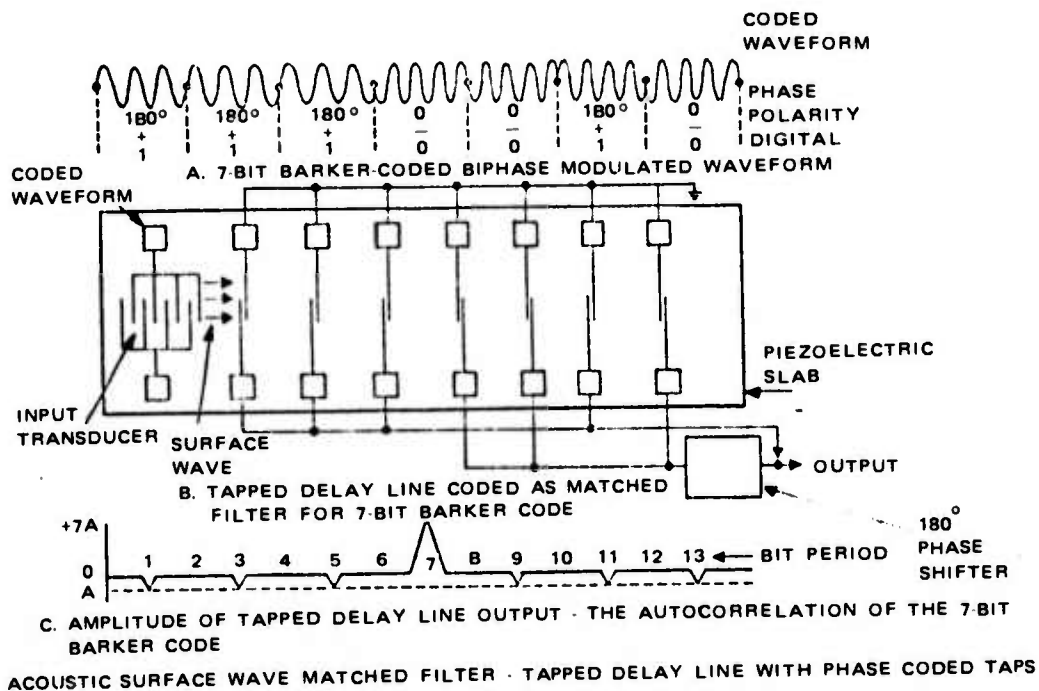 CODED
WAVEFORM
PHASE
POLARITY
DIGITAL
180° 180° 180° 0 0 180° 0
+ + + — — + —
1 1 1 0 0 1 0
A. 7-BIT BARKER-CODED BIPHASE MODULATED WAVEFORM
CODED
WAVEFORM
PIEZOELECTRIC
SLAB
INPUT
TRANSDUCER
SURFACE
WAVE
OUTPUT
B. TAPPED DELAY LINE CODED AS MATCHED
FILTER FOR 7-BIT BARKER CODE
180°
PHASE
SHIFTER
+7A
1 2 3 4 5 6 7 8 9 10 11 12 13 BIT PERIOD
0
A
C. AMPLITUDE OF TAPPED DELAY LINE OUTPUT - THE AUTOCORRELATION OF THE 7-BIT
BARKER CODE
ACOUSTIC SURFACE WAVE MATCHED FILTER - TAPPED DELAY LINE WITH PHASE CODED TAPS